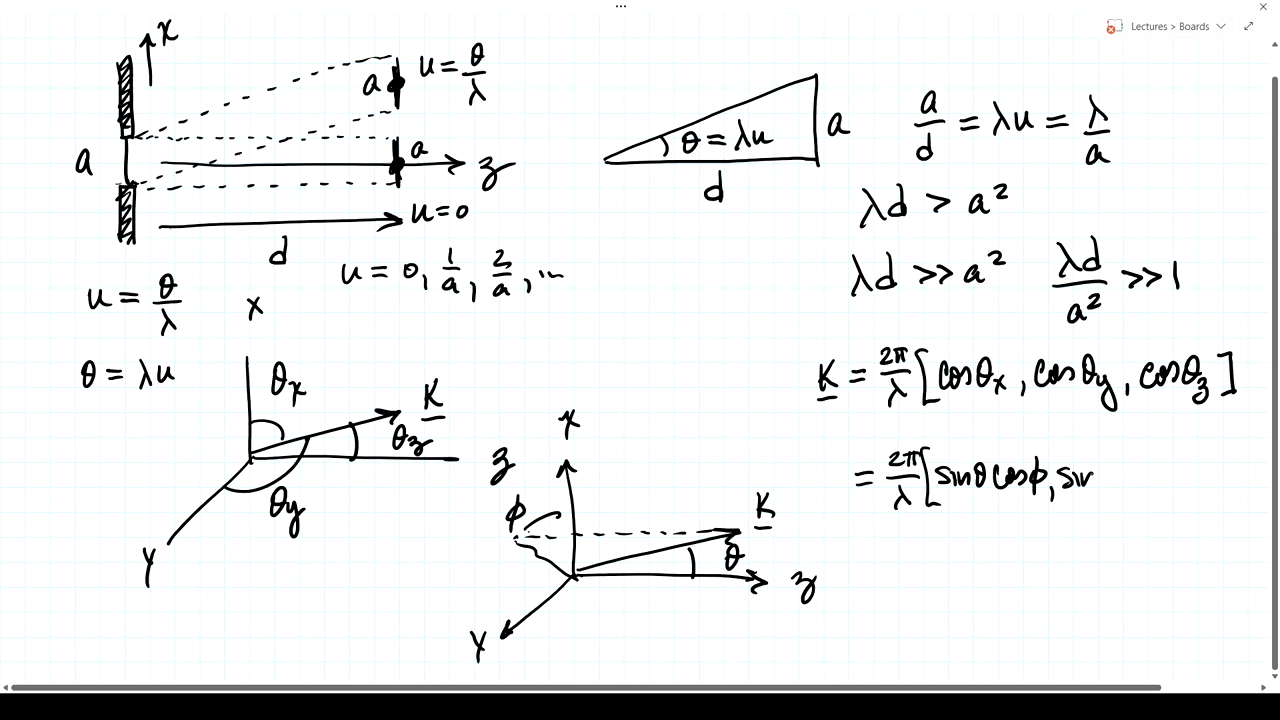 ...
Lectures > Boards
x
a
a
u = θ/λ
a
z
u = 0
d
u = 0, 1/a, 2/a, ...
θ = λu
a
d
a/d = λu = λ/a
λd > a²
λd >> a² λd/a² >> 1
u = θ/λ
θ = λu
x
θx
K
θz
z
θy
y
x
K
ϕ
θ
z
y
K = 2π/λ [cosθx, cosθy, cosθz]
= 2π/λ [sinθ cosϕ, sin